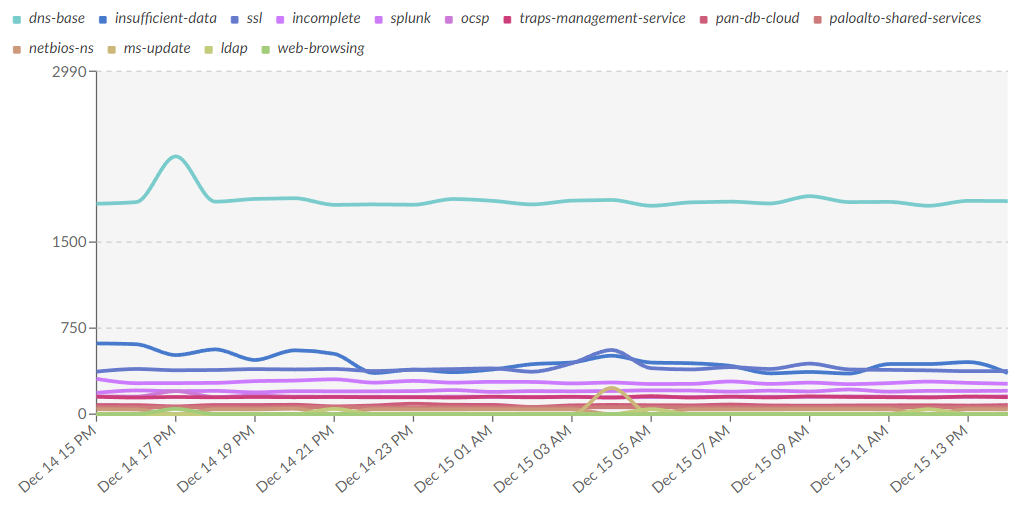 dns-base insufficient-data ssl incomplete splunk ocsp traps-management-service pan-db-cloud paloalto-shared-services
netbios-ns ms-update ldap web-browsing
2990
1500
750
0
Dec 14 15 PM Dec 14 17 PM Dec 14 19 PM Dec 14 21 PM Dec 14 23 PM Dec 15 01 AM Dec 15 03 AM Dec 15 05 AM Dec 15 07 AM Dec 15 09 AM Dec 15 11 AM Dec 15 13 PM